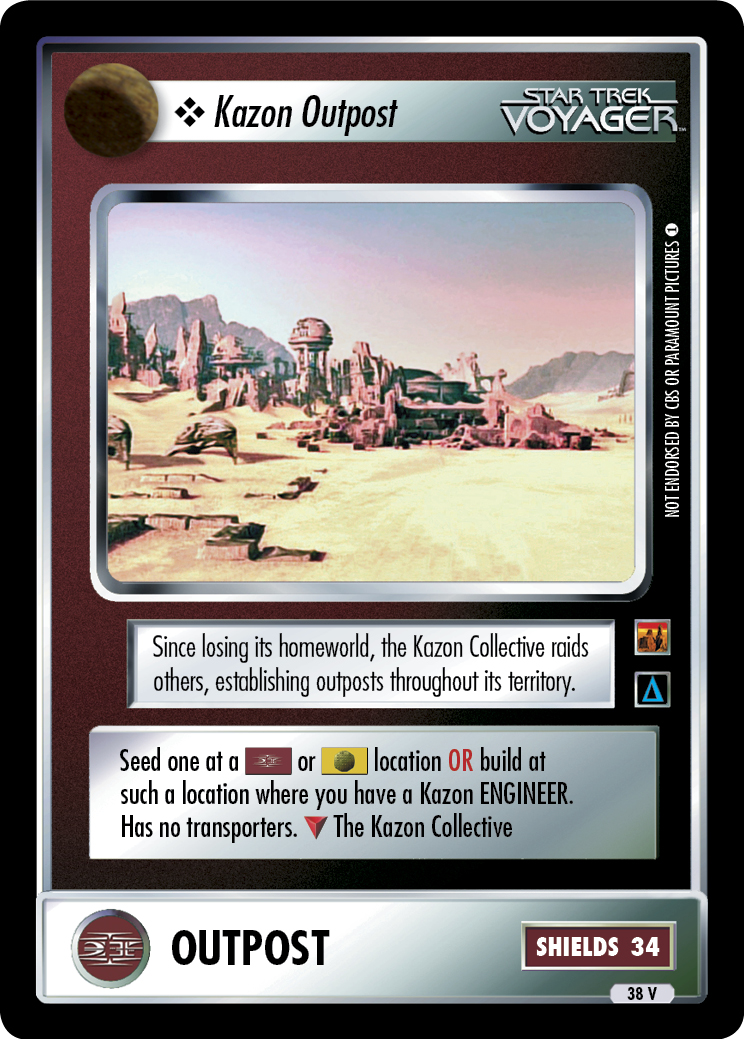 ❖ Kazon Outpost
STAR TREK
VOYAGER™
NOT ENDORSED BY CBS OR PARAMOUNT PICTURES 1
Since losing its homeworld, the Kazon Collective raids
others, establishing outposts throughout its territory.
Δ
Seed one at a or location OR build at
such a location where you have a Kazon ENGINEER.
Has no transporters. The Kazon Collective
OUTPOST
SHIELDS 34
38 V